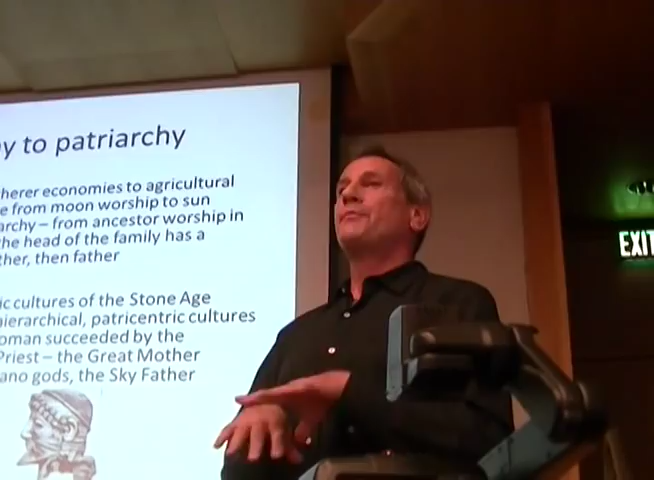 y to patriarchy
herer economies to agricultural
e from moon worship to sun
archy – from ancestor worship in
he head of the family has a
ther, then father
ic cultures of the Stone Age
hierarchical, patricentric cultures
oman succeeded by the
Priest – the Great Mother
ano gods, the Sky Father
EXIT